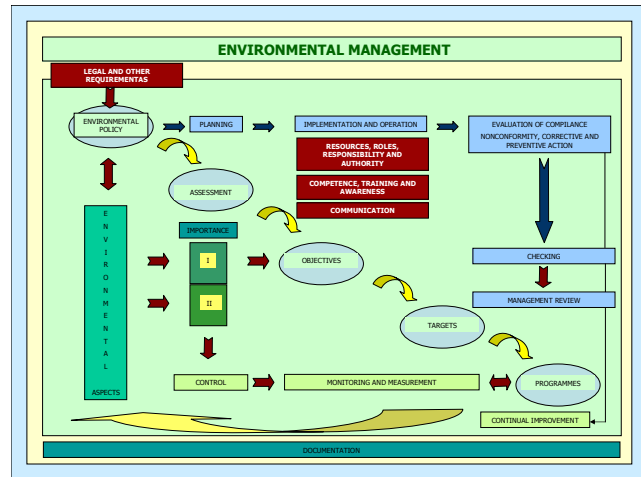 ENVIRONMENTAL MANAGEMENT
LEGAL AND OTHER
REQUIREMENTAS
ENVIRONMENTAL
POLICY
PLANNING
IMPLEMENTATION AND OPERATION
EVALUATION OF COMPILANCE
NONCONFORMITY, CORRECTIVE AND
PREVENTIVE ACTION
RESOURCES, ROLES,
RESPONSIBILITY AND
AUTHORITY
COMPETENCE, TRAINING AND
AWARENESS
COMMUNICATION
ASSESSMENT
E
N
V
I
R
O
N
M
E
N
T
A
L
ASPECTS
IMPORTANCE
I
II
OBJECTIVES
CHECKING
MANAGEMENT REVIEW
TARGETS
CONTROL
MONITORING AND MEASUREMENT
PROGRAMMES
CONTINUAL IMPROVEMENT
DOCUMENTATION